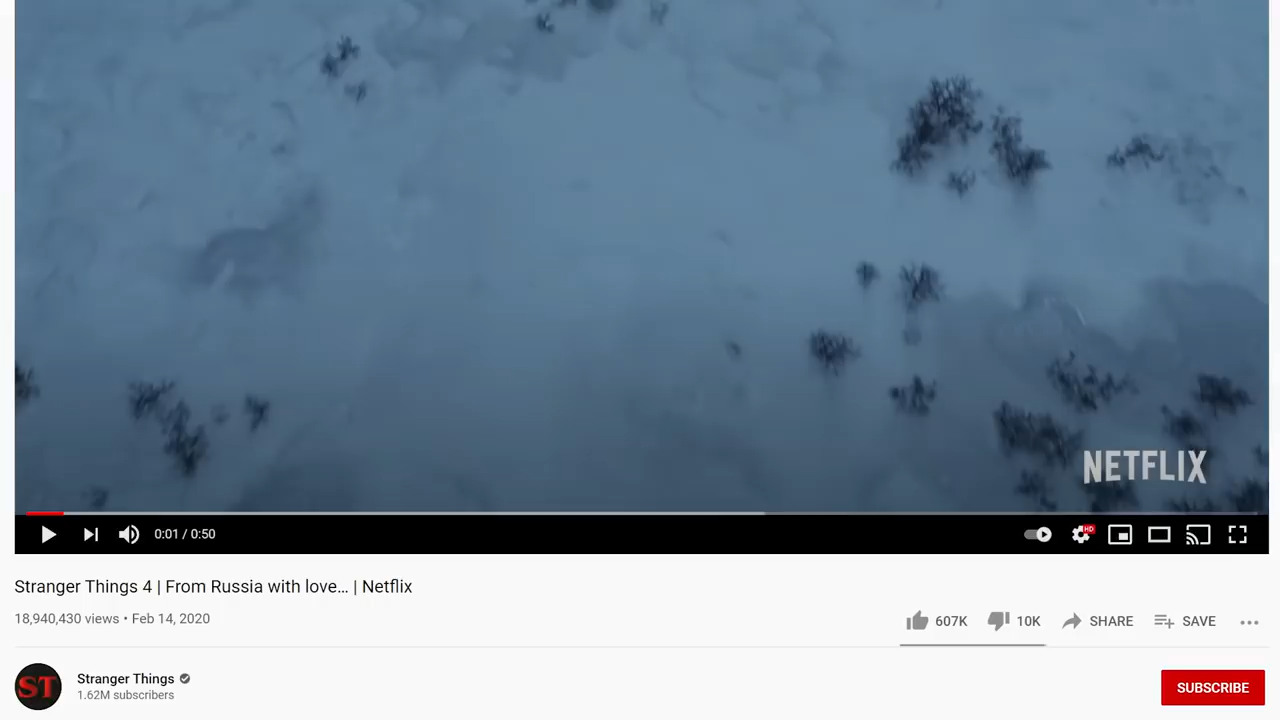 NETFLIX
HD
0:01 / 0:50
Stranger Things 4 | From Russia with love… | Netflix
18,940,430 views • Feb 14, 2020
607K 10K SHARE SAVE
ST
Stranger Things
1.62M subscribers
SUBSCRIBE